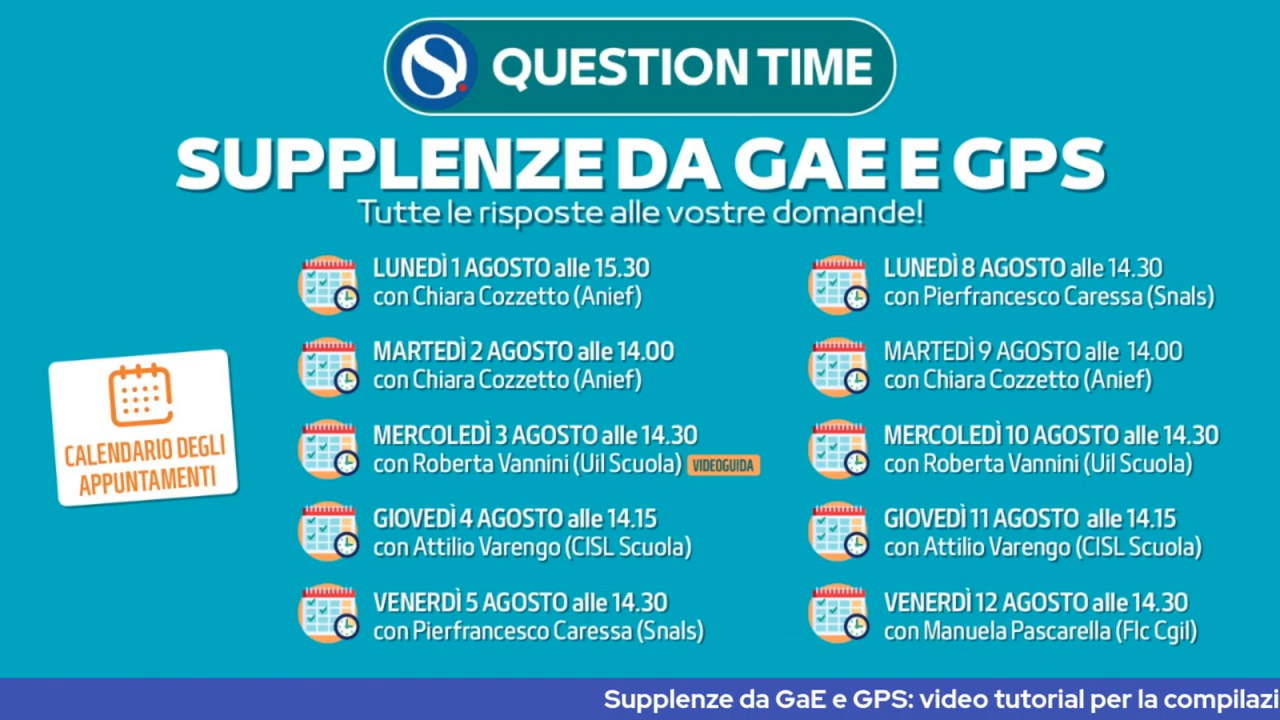 QUESTION TIME
SUPPLENZE DA GAE E GPS
Tutte le risposte alle vostre domande!
CALENDARIO DEGLI
APPUNTAMENTI
LUNEDÌ 1 AGOSTO alle 15.30
con Chiara Cozzetto (Anief)
MARTEDÌ 2 AGOSTO alle 14.00
con Chiara Cozzetto (Anief)
MERCOLEDÌ 3 AGOSTO alle 14.30
con Roberta Vannini (Uil Scuola) VIDEOGUIDA
GIOVEDÌ 4 AGOSTO alle 14.15
con Attilio Varengo (CISL Scuola)
VENERDÌ 5 AGOSTO alle 14.30
con Pierfrancesco Caressa (Snals)
LUNEDÌ 8 AGOSTO alle 14.30
con Pierfrancesco Caressa (Snals)
MARTEDÌ 9 AGOSTO alle 14.00
con Chiara Cozzetto (Anief)
MERCOLEDÌ 10 AGOSTO alle 14.30
con Roberta Vannini (Uil Scuola)
GIOVEDÌ 11 AGOSTO alle 14.15
con Attilio Varengo (CISL Scuola)
VENERDÌ 12 AGOSTO alle 14.30
con Manuela Pascarella (Flc Cgil)
Supplenze da GaE e GPS: video tutorial per la compilazi